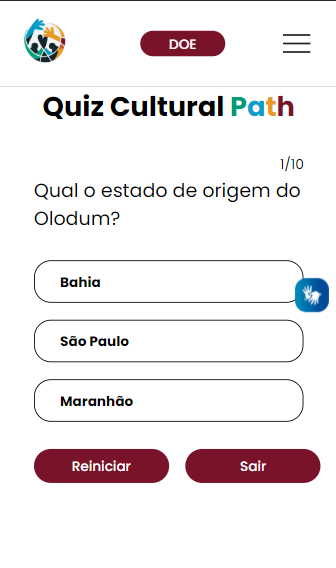 DOE
Quiz Cultural Path
1/10
Qual o estado de origem do
Olodum?
Bahia
São Paulo
Maranhão
Reiniciar
Sair